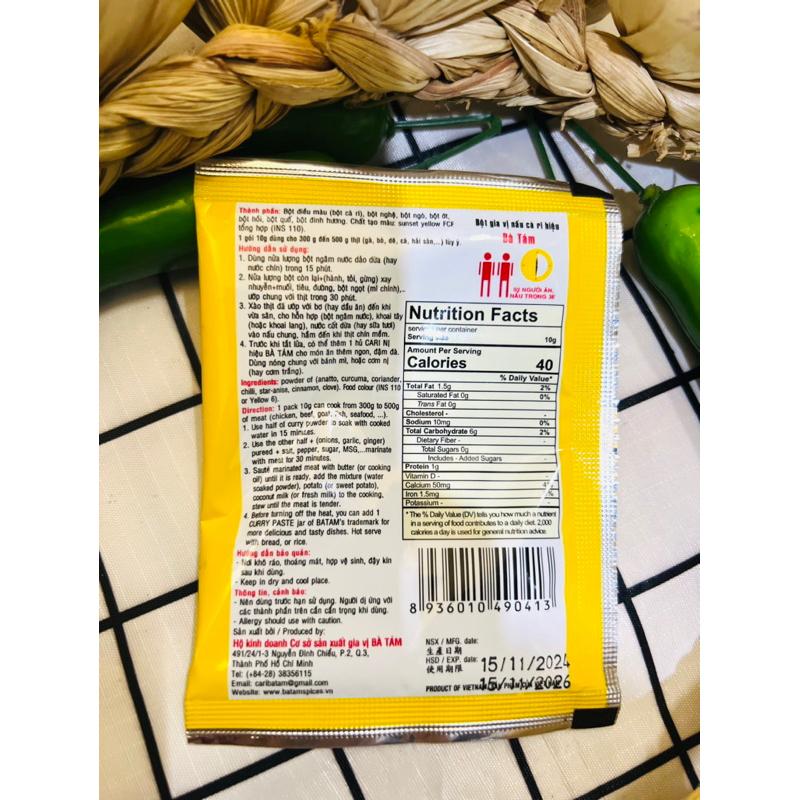 Thành phần: Bột điều màu (bột cà ri), bột nghệ, bột ngò, bột ớt,
bột hồi, bột quế, bột đinh hương. Chất tạo màu: sunset yellow FCF
tổng hợp (INS 110).
1 gói 10g dùng cho 300 g đến 500 g thịt (gà, bò, dê, cá, hải sản,...) tùy ý.
Hướng dẫn sử dụng:
1. Dùng nửa lượng bột ngâm nước dảo dừa (hay
nước chín) trong 15 phút.
2. Nửa lượng bột còn lại+(hành, tỏi, gừng) xay
nhuyễn+muối, tiêu, đường, bột ngọt (mì chính),..
ướp chung với thịt trong 30 phút.
3. Xào thịt đã ướp với bơ (hay dầu ăn) đến khi
vừa săn, cho hỗn hợp (bột ngâm nước), khoai tây
(hoặc khoai lang), nước cốt dừa (hay sữa tươi)
vào nấu chung, hầm đến khi thịt chín mềm.
4. Trước khi tắt lửa, có thể thêm 1 hủ CARI NỊ
hiệu BÀ TÁM cho món ăn thêm ngon, đậm đà.
Dùng nóng chung với bánh mì, hoặc cơm nị
(hay cơm trắng).
Ingredients: powder of (anatto, curcuma, coriander,
chilli, star-anise, cinnamon, clove). Food colour (INS 110
or Yellow 6).
Direction: 1 pack 10g can cook from 300g to 500g
of meat (chicken, beef, goat, fish, seafood, ...).
1. Use half of curry powder to soak with cooked
water in 15 minutes.
2. Use the other half + (onions, garlic, ginger)
pureed + salt, pepper, sugar, MSG,...marinate
with meat for 30 minutes.
3. Sauté marinated meat with butter (or cooking
oil) until it is ready, add the mixture (water
soaked powder), potato (or sweet potato),
coconut milk (or fresh milk) to the cooking,
stew until the meat is tender.
4. Before turning off the heat, you can add 1
CURRY PASTE jar of BATAM's trademark for
more delicious and tasty dishes. Hot serve
with bread, or rice.
Hướng dẫn bảo quản:
- Nơi khô ráo, thoáng mát, hợp vệ sinh, đậy kín
sau khi dùng.
- Keep in dry and cool place.
Thông tin, cảnh báo:
- Nên dùng trước hạn sử dụng. Người dị ứng với
các thành phần trên cần cẩn trọng khi dùng.
- Allergy should use with caution.
Sản xuất bởi / Produced by:
Hộ kinh doanh Cơ sở sản xuất gia vị BÀ TÁM
491/24/1-3 Nguyễn Đình Chiểu, P.2, Q.3,
Thành Phố Hồ Chí Minh
Tel: (+84-28) 38356115
Email: caribatam@gmail.com
Website: www.batamspices.vn
Bột gia vị nấu cà ri hiệu
Bà Tám
02 NGƯỜI ĂN,
NẤU TRONG 30'
Nutrition Facts
per container
Serving size 10g
Amount Per Serving
Calories 40
% Daily Value*
Total Fat 1.5g 2%
Saturated Fat 0g 0%
Trans Fat 0g
Cholesterol - -
Sodium 10mg 0%
Total Carbohydrate 6g 2%
Dietary Fiber - -
Total Sugars 0g
Includes - Added Sugars -
Protein 1g
Vitamin D - -
Calcium 50mg
Iron 1.5mg
Potassium - -
* The % Daily Value (DV) tells you how much a nutrient
in a serving of food contributes to a daily diet. 2,000
calories a day is used for general nutrition advice.
8 936010 490413
NSX / MFG. date:
生產日期
HSD / EXP. date: 15/11/2024
使用期限
15/11/2026
PRODUCT OF VIETNAM